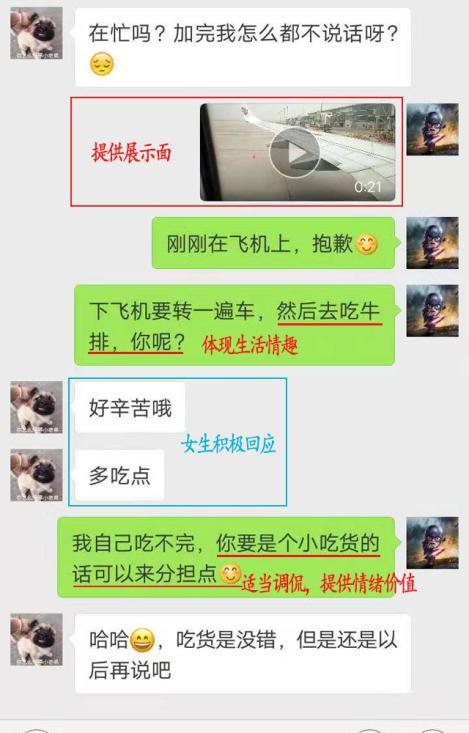 在忙吗？加完我怎么都不说话呀？
提供展示面
0:21
刚刚在飞机上，抱歉
下飞机要转一遍车，然后去吃牛
排，你呢？
体现生活情趣
好辛苦哦
女生积极回应
多吃点
我自己吃不完，你要是个小吃货的
话可以来分担点
适当调侃，提供情绪价值
哈哈，吃货是没错，但是还是以
后再说吧